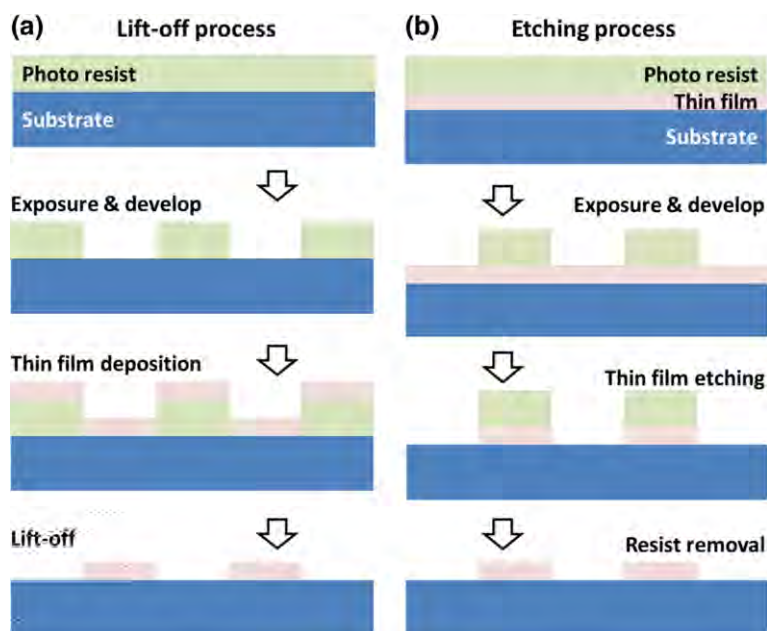 (a) Lift-off process
Photo resist
Substrate
Exposure & develop
Thin film deposition
Lift-off
(b) Etching process
Photo resist
Thin film
Substrate
Exposure & develop
Thin film etching
Resist removal